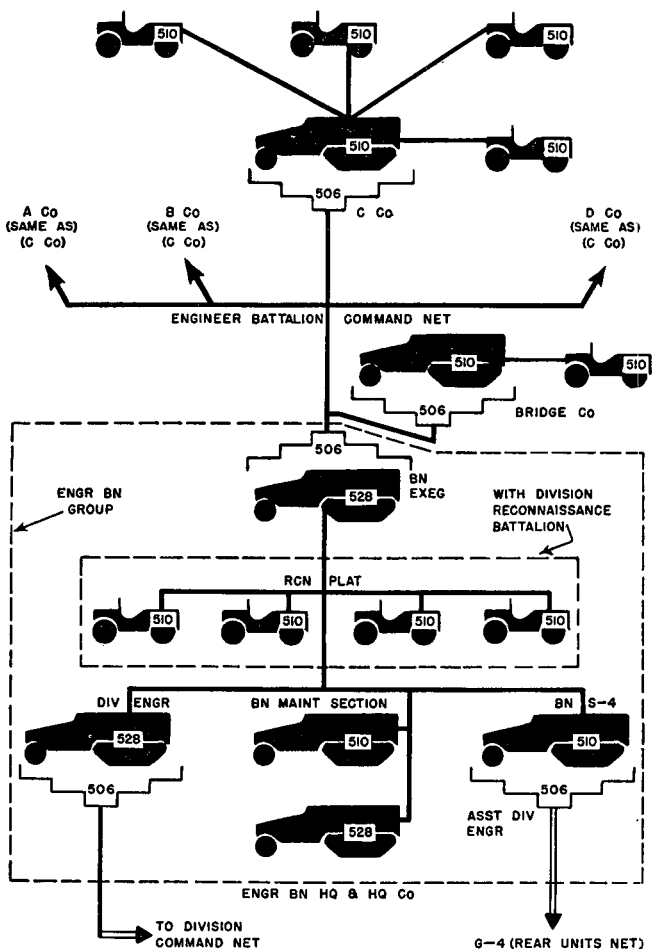 510
510
510
510
510
506
C Co.
A Co
(SAME AS)
(C Co)
B Co
(SAME AS)
(C Co)
D Co
(SAME AS)
(C Co)
ENGINEER BATTALION COMMAND NET
510
510
506
BRIDGE Co
506
BN
EXEG
528
ENGR BN
GROUP
WITH DIVISION
RECONNAISSANCE
BATTALION
RCN PLAT
510
510
510
510
DIV ENGR
BN MAINT SECTION
BN S-4
528
510
510
506
528
506
ASST DIV
ENGR
ENGR BN HQ & HQ Co
TO DIVISION
COMMAND NET
G-4 (REAR UNITS NET)